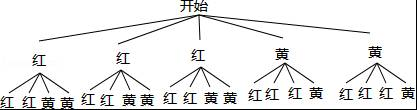 开始
红 红 红 黄 黄
红 红 黄 黄 红 红 黄 黄 红 红 黄 黄 红 红 红 黄 红 红 红 黄